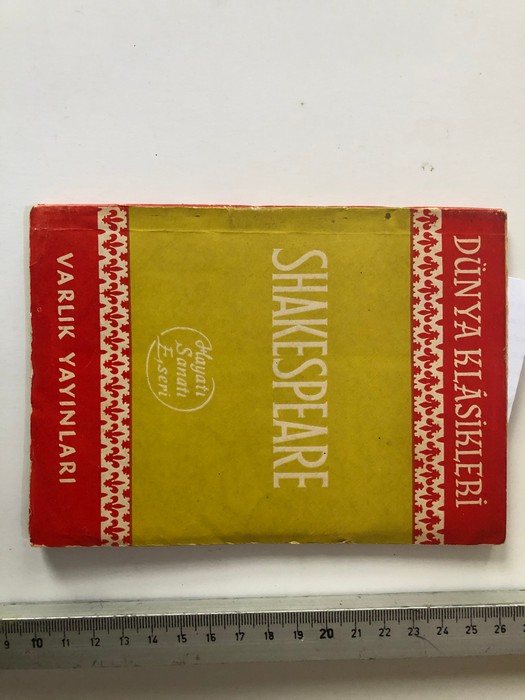 DÜNYA KLÂSİKLERİ
SHAKESPEARE
Hayatı
Sanatı
Eseri
VARLIK YAYINLARI
9 10 11 12 13 14 15 16 17 18 19 20 21 22 23 24 25 26